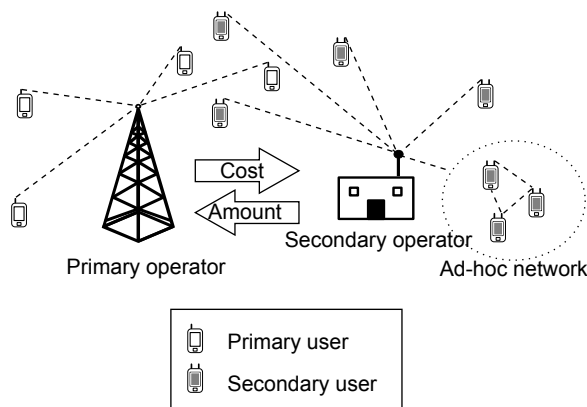 Cost
Amount
Primary operator
Secondary operator
Ad-hoc network
Primary user
Secondary user